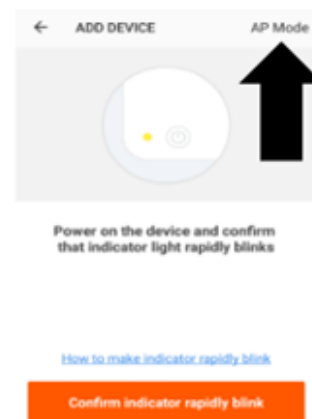 ADD DEVICE AP Mode
Power on the device and confirm
that indicator light rapidly blinks
How to make indicator rapidly blink
Confirm indicator rapidly blink